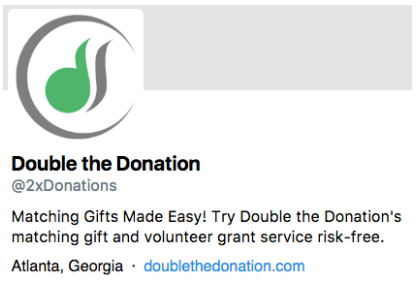 Double the Donation
@2xDonations
Matching Gifts Made Easy! Try Double the Donation's
matching gift and volunteer grant service risk-free.
Atlanta, Georgia · doublethedonation.com